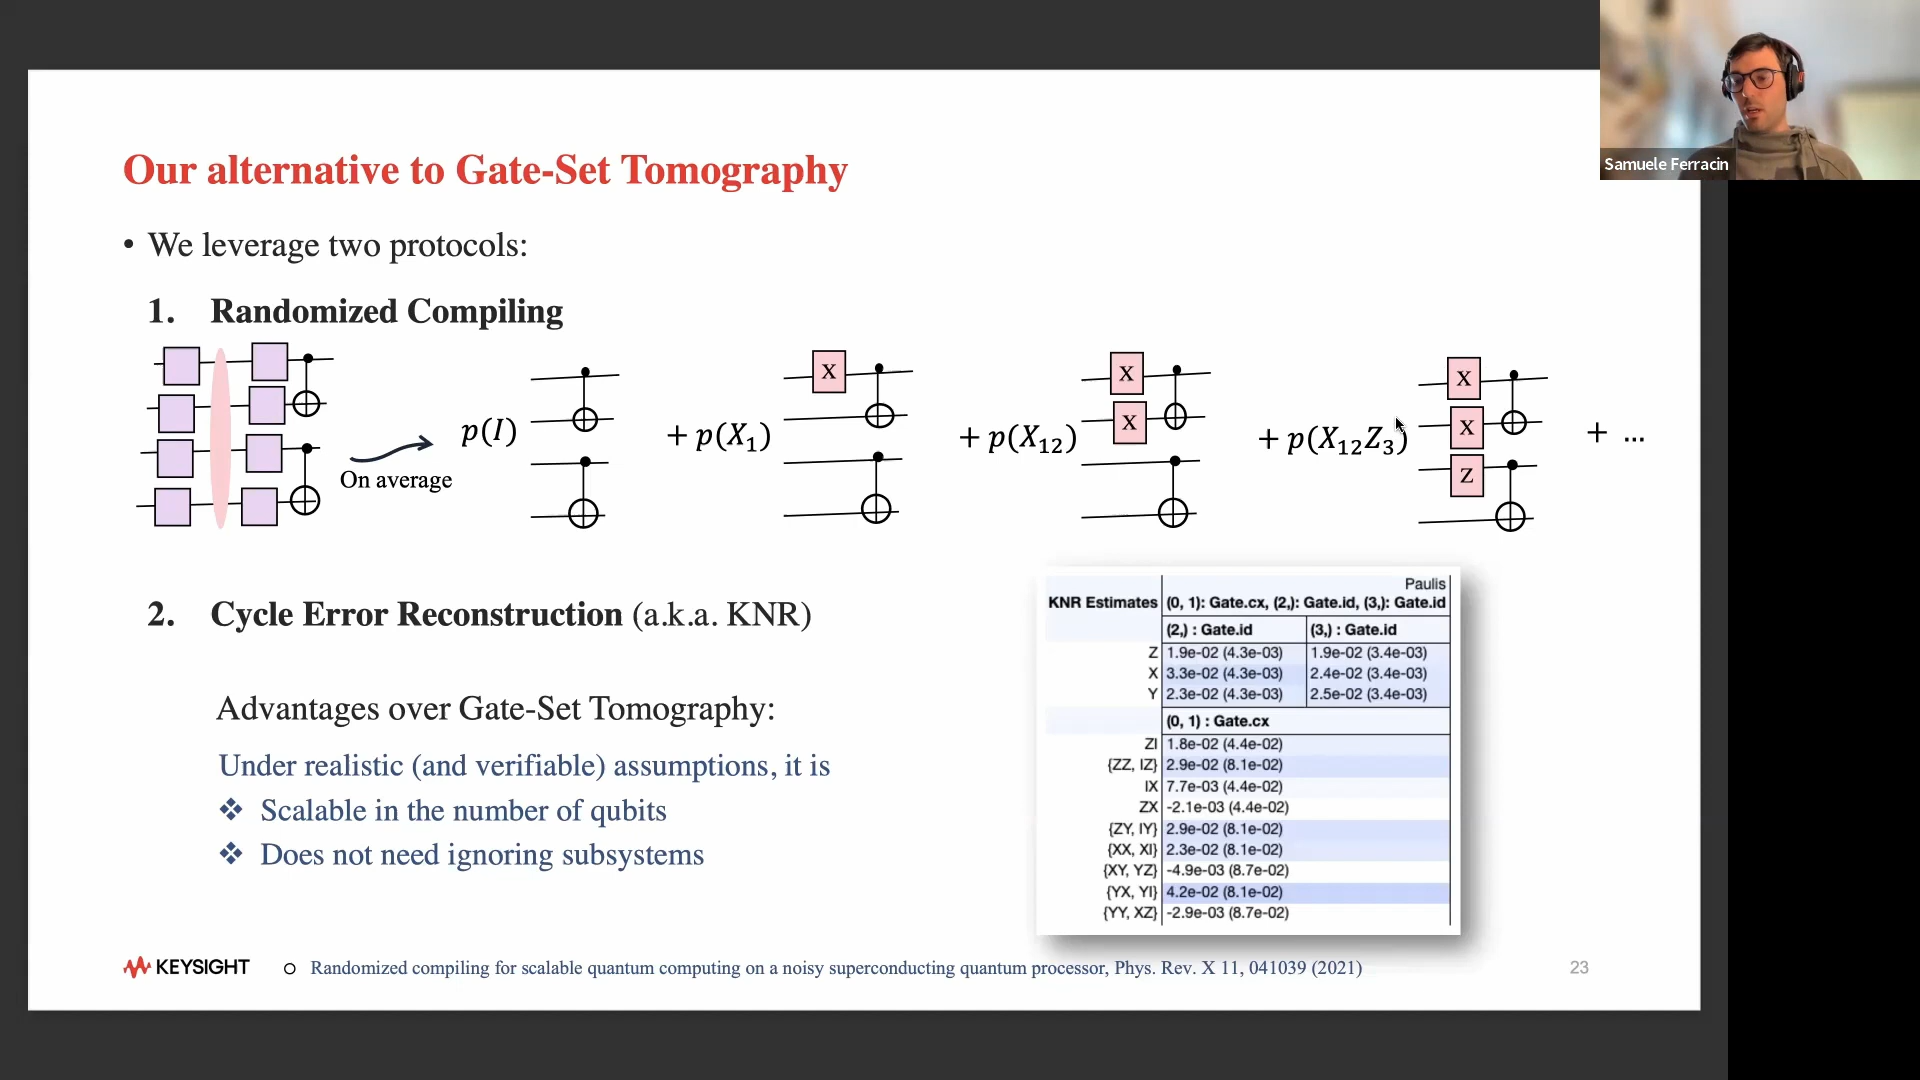 Samuele Ferracin
Our alternative to Gate-Set Tomography
• We leverage two protocols:
1. Randomized Compiling
On average
p(I)
+ p(X₁)
X
+ p(X₁₂)
X
X
+ p(X₁₂Z₃)
X
X
Z
+ ...
2. Cycle Error Reconstruction (a.k.a. KNR)
Advantages over Gate-Set Tomography:
Under realistic (and verifiable) assumptions, it is
❖ Scalable in the number of qubits
❖ Does not need ignoring subsystems
Paulis
KNR Estimates (0, 1): Gate.cx, (2,): Gate.id, (3,): Gate.id
(2,) : Gate.id (3,) : Gate.id
Z 1.9e-02 (4.3e-03) 1.9e-02 (3.4e-03)
X 3.3e-02 (4.3e-03) 2.4e-02 (3.4e-03)
Y 2.3e-02 (4.3e-03) 2.5e-02 (3.4e-03)
(0, 1) : Gate.cx
ZI 1.8e-02 (4.4e-02)
{ZZ, IZ} 2.9e-02 (8.1e-02)
IX 7.7e-03 (4.4e-02)
ZX -2.1e-03 (4.4e-02)
{ZY, IY} 2.9e-02 (8.1e-02)
{XX, XI} 2.3e-02 (8.1e-02)
{XY, YZ} -4.9e-03 (8.7e-02)
{YX, YI} 4.2e-02 (8.1e-02)
{YY, XZ} -2.9e-03 (8.7e-02)
KEYSIGHT
Randomized compiling for scalable quantum computing on a noisy superconducting quantum processor, Phys. Rev. X 11, 041039 (2021)
23